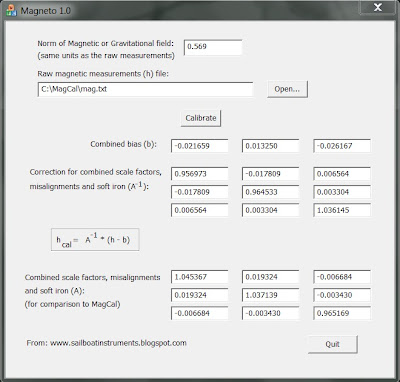 Magneto 1.0
X
Norm of Magnetic or Gravitational field:
(same units as the raw measurements)
0.569
Raw magnetic measurements (h) file:
C:\MagCal\mag.txt
Open...
Calibrate
Combined bias (b):
-0.021659 0.013250 -0.026167
Correction for combined scale factors,
misalignments and soft iron (A-1):
0.956973 -0.017809 0.006564
-0.017809 0.964533 0.003304
0.006564 0.003304 1.036145
h cal = A-1 * (h - b)
Combined scale factors, misalignments
and soft iron (A):
(for comparison to MagCal)
1.045367 0.019324 -0.006684
0.019324 1.037139 -0.003430
-0.006684 -0.003430 0.965169
From: www.sailboatinstruments.blogspot.com
Quit